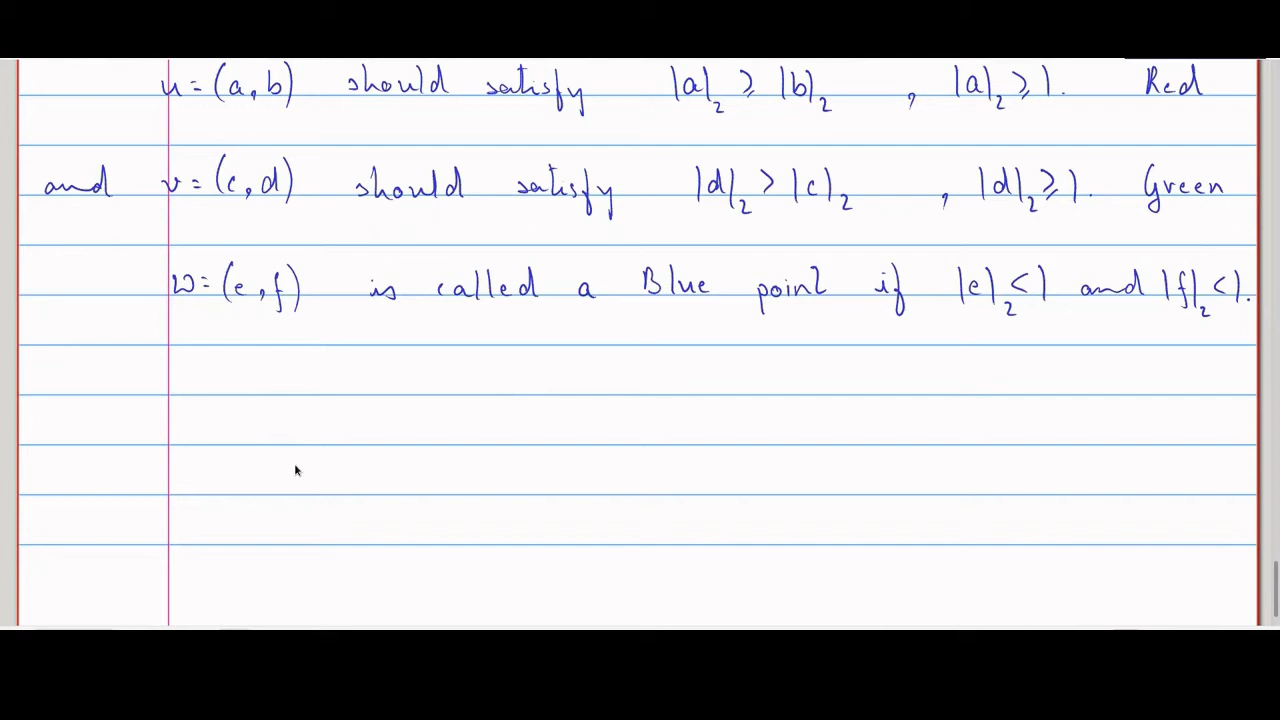 u = (a, b) should satisfy |a|₂ ⩾ |b|₂ , |a|₂ ⩾ 1. Red
and v = (c, d) should satisfy |d|₂ > |c|₂ , |d|₂ ⩾ 1. Green
w = (e, f) is called a Blue point if |e|₂ < 1 and |f|₂ < 1.